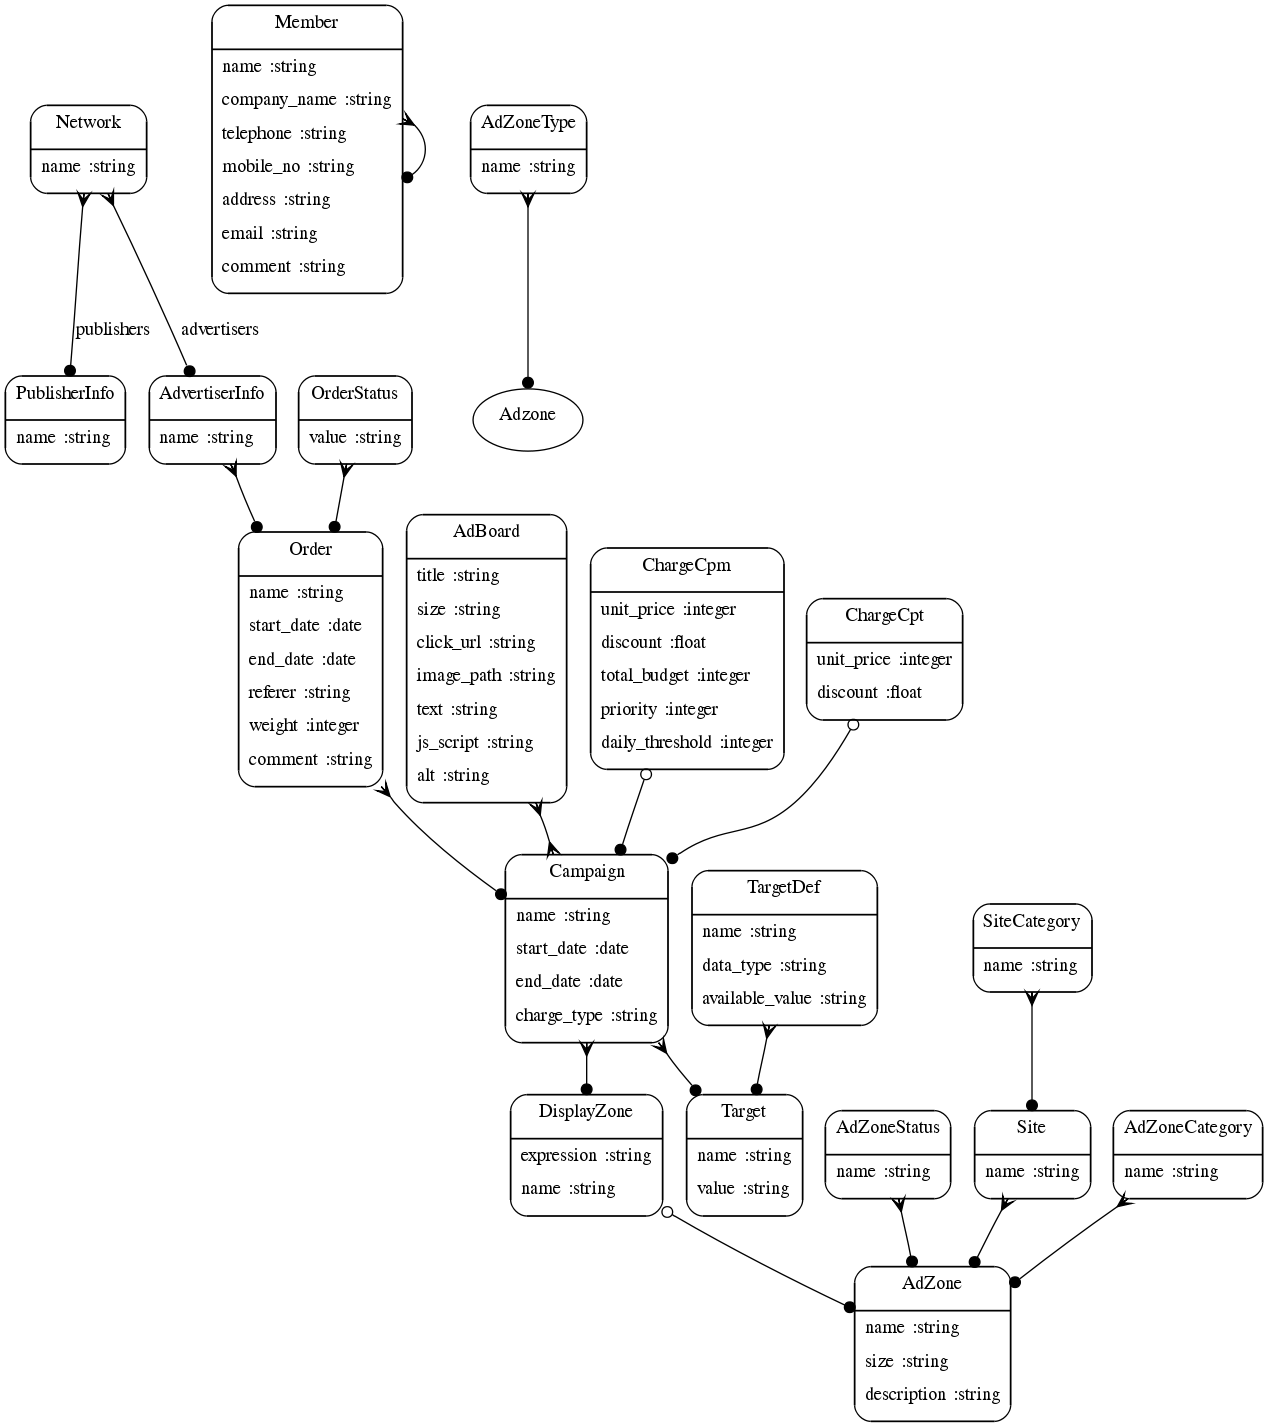 Member
name :string
company_name :string
telephone :string
mobile_no :string
address :string
email :string
comment :string
Network
name :string
AdZoneType
name :string
publishers
advertisers
PublisherInfo
name :string
AdvertiserInfo
name :string
OrderStatus
value :string
Adzone
Order
name :string
start_date :date
end_date :date
referer :string
weight :integer
comment :string
AdBoard
title :string
size :string
click_url :string
image_path :string
text :string
js_script :string
alt :string
ChargeCpm
unit_price :integer
discount :float
total_budget :integer
priority :integer
daily_threshold :integer
ChargeCpt
unit_price :integer
discount :float
Campaign
name :string
start_date :date
end_date :date
charge_type :string
TargetDef
name :string
data_type :string
available_value :string
SiteCategory
name :string
DisplayZone
expression :string
name :string
Target
name :string
value :string
AdZoneStatus
name :string
Site
name :string
AdZoneCategory
name :string
AdZone
name :string
size :string
description :string